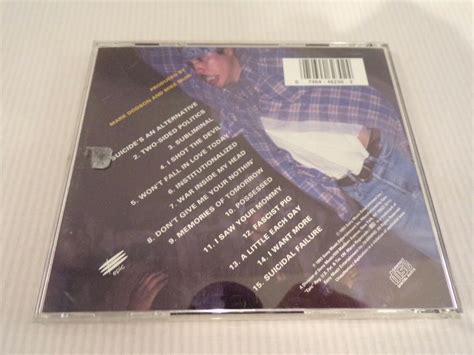 PRODUCED BY
MARK DODSON AND MIKE
SUICIDE'S AN ALTERNATIVE
2. TWO-SIDED POLITICS
3. SUBLIMINAL
4. I SHOT THE DEVIL
5. WON'T FALL IN LOVE TODAY
6. INSTITUTIONALIZED
7. WAR INSIDE MY HEAD
8. DON'T GIVE ME YOUR NOTHIN'
9. MEMORIES OF TOMORROW
10. POSSESSED
11. I SAW YOUR MOMMY
12. FASCIST PIG
13. A LITTLE EACH DAY
14. I WANT MORE
15. SUICIDAL FAILURE
epic
disc